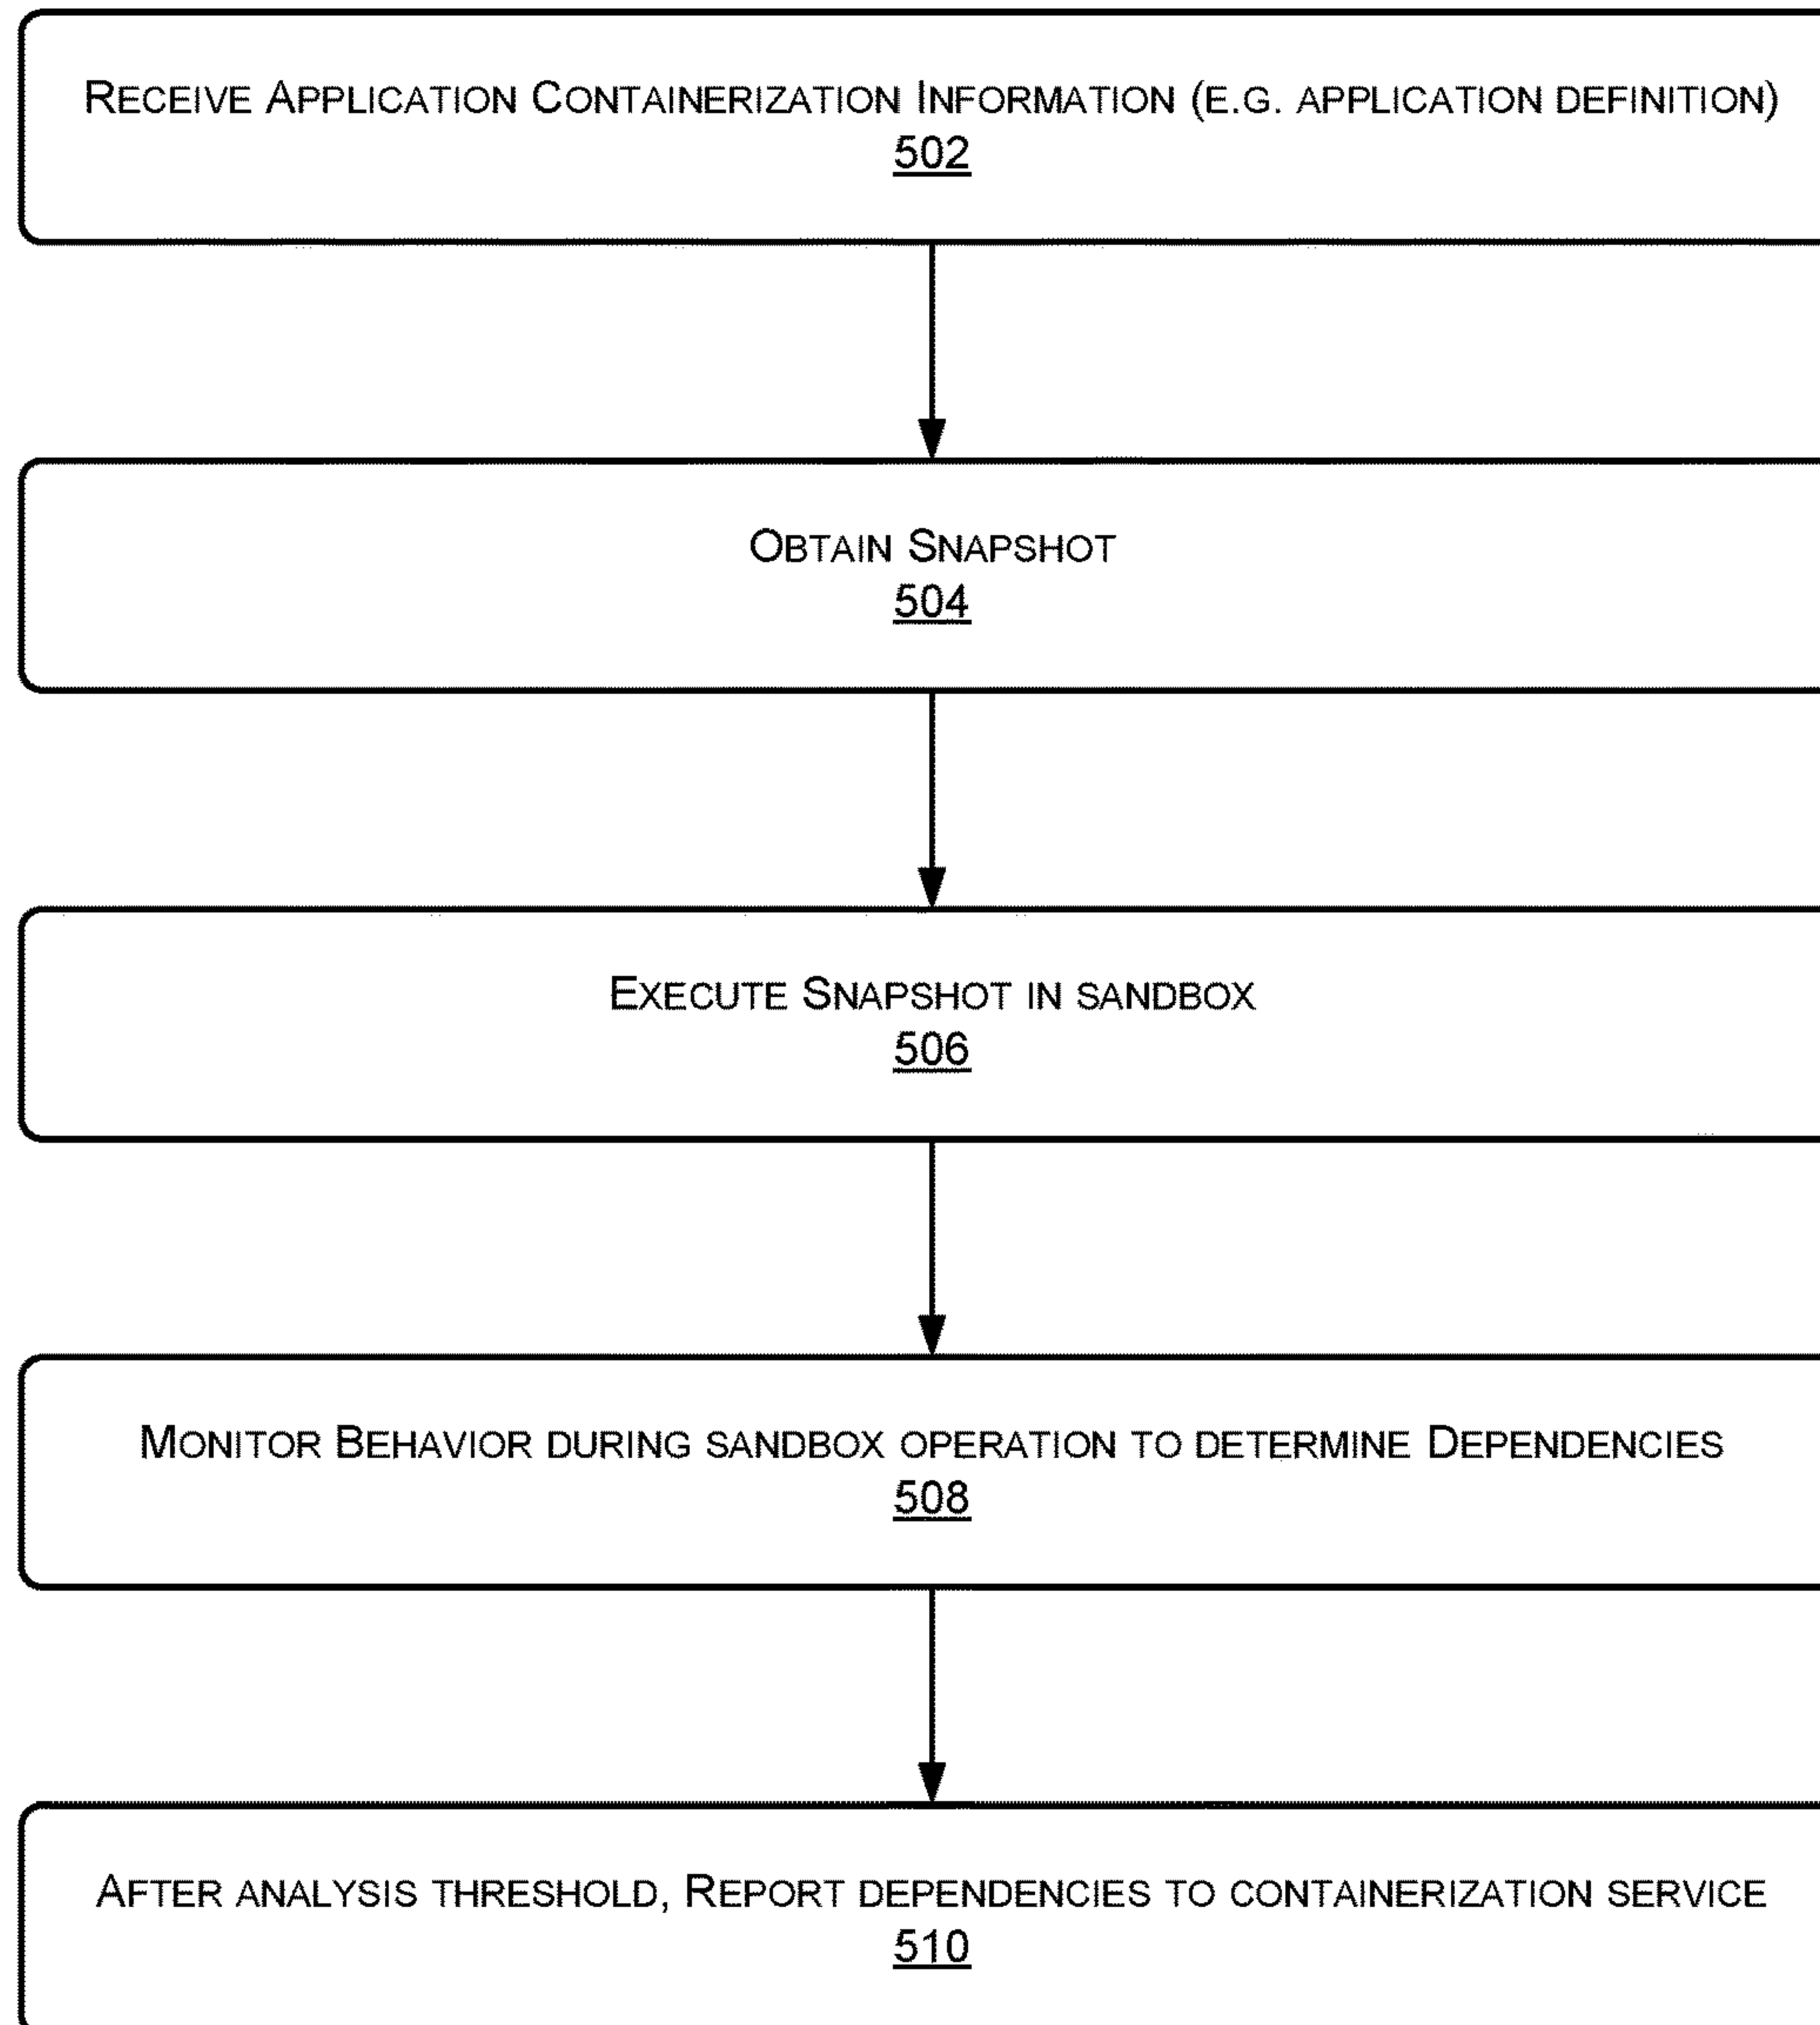 Receive Application Containerization Information (e.g. application definition)
502
Obtain Snapshot
504
Execute Snapshot in sandbox
506
Monitor Behavior during sandbox operation to determine Dependencies
508
After analysis threshold, Report dependencies to containerization service
510